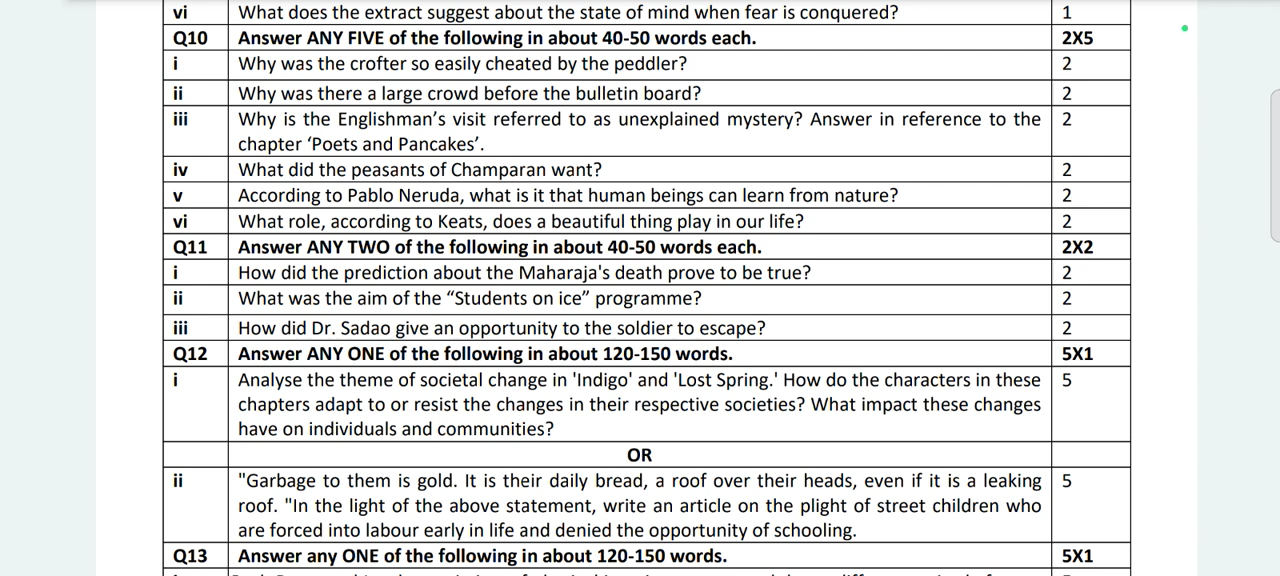 vi What does the extract suggest about the state of mind when fear is conquered? 1
Q10 Answer ANY FIVE of the following in about 40-50 words each. 2X5
i Why was the crofter so easily cheated by the peddler? 2
ii Why was there a large crowd before the bulletin board? 2
iii Why is the Englishman’s visit referred to as unexplained mystery? Answer in reference to the 2
chapter ‘Poets and Pancakes’.
iv What did the peasants of Champaran want? 2
v According to Pablo Neruda, what is it that human beings can learn from nature? 2
vi What role, according to Keats, does a beautiful thing play in our life? 2
Q11 Answer ANY TWO of the following in about 40-50 words each. 2X2
i How did the prediction about the Maharaja's death prove to be true? 2
ii What was the aim of the “Students on ice” programme? 2
iii How did Dr. Sadao give an opportunity to the soldier to escape? 2
Q12 Answer ANY ONE of the following in about 120-150 words. 5X1
i Analyse the theme of societal change in 'Indigo' and 'Lost Spring.' How do the characters in these 5
chapters adapt to or resist the changes in their respective societies? What impact these changes
have on individuals and communities?
OR
ii "Garbage to them is gold. It is their daily bread, a roof over their heads, even if it is a leaking 5
roof. "In the light of the above statement, write an article on the plight of street children who
are forced into labour early in life and denied the opportunity of schooling.
Q13 Answer any ONE of the following in about 120-150 words. 5X1